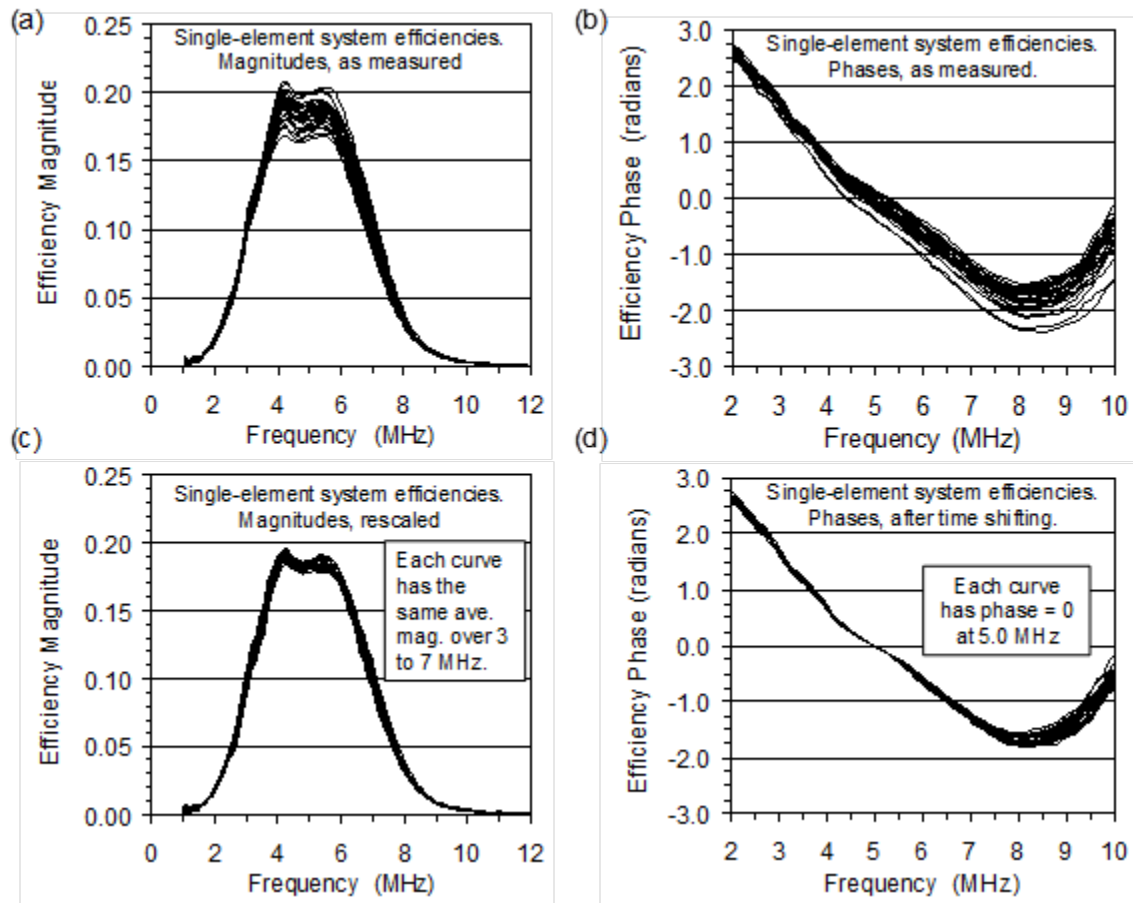 (a)
0.25
0.20
0.15
0.10
0.05
0.00
Efficiency Magnitude
Single-element system efficiencies.
Magnitudes, as measured
0 2 4 6 8 10 12
Frequency (MHz)
(b)
3.0
2.0
1.0
0.0
-1.0
-2.0
-3.0
Efficiency Phase (radians)
Single-element system efficiencies.
Phases, as measured.
2 3 4 5 6 7 8 9 10
Frequency (MHz)
(c)
0.25
0.20
0.15
0.10
0.05
0.00
Efficiency Magnitude
Single-element system efficiencies.
Magnitudes, rescaled
Each curve
has the
same ave.
mag. over 3
to 7 MHz.
0 2 4 6 8 10 12
Frequency (MHz)
(d)
3.0
2.0
1.0
0.0
-1.0
-2.0
-3.0
Efficiency Phase (radians)
Single-element system efficiencies.
Phases, after time shifting.
Each curve
has phase = 0
at 5.0 MHz
2 3 4 5 6 7 8 9 10
Frequency (MHz)